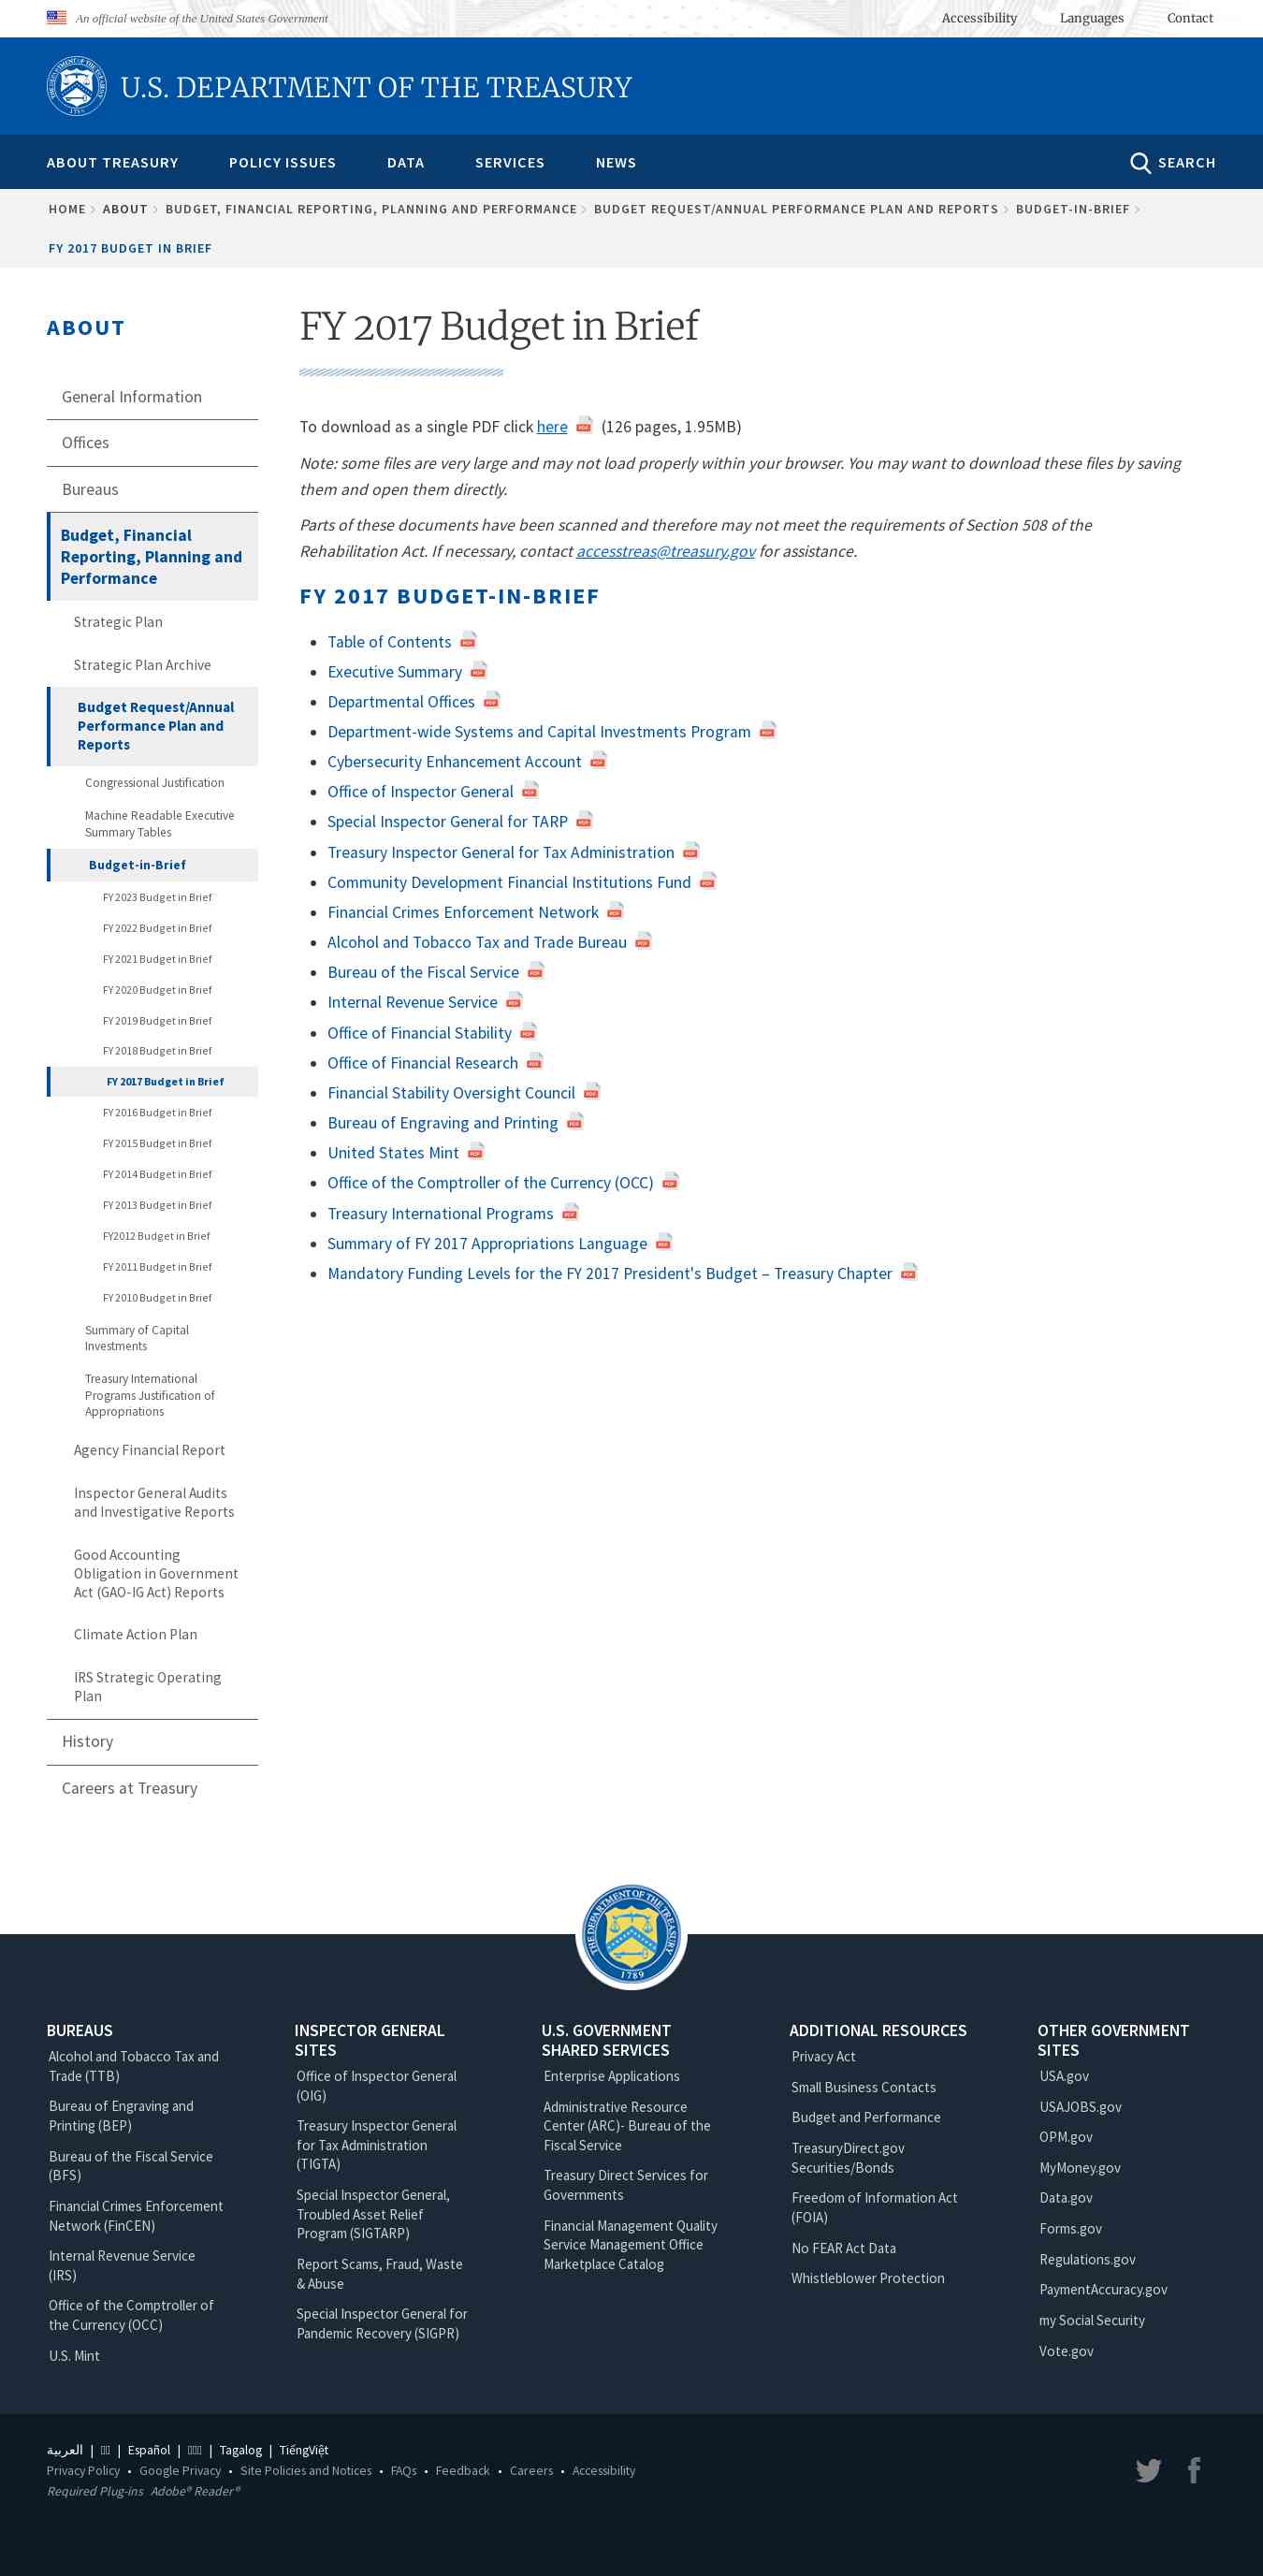 An official website of the United States Government
Accessibility
Languages
Contact
U.S. DEPARTMENT OF THE TREASURY
ABOUT TREASURY
POLICY ISSUES
DATA
SERVICES
NEWS
SEARCH
HOME > ABOUT > BUDGET, FINANCIAL REPORTING, PLANNING AND PERFORMANCE > BUDGET REQUEST/ANNUAL PERFORMANCE PLAN AND REPORTS > BUDGET-IN-BRIEF >
FY 2017 BUDGET IN BRIEF
ABOUT
General Information
Offices
Bureaus
Budget, Financial
Reporting, Planning and
Performance
Strategic Plan
Strategic Plan Archive
Budget Request/Annual
Performance Plan and
Reports
Congressional Justification
Machine Readable Executive
Summary Tables
Budget-in-Brief
FY 2023 Budget in Brief
FY 2022 Budget in Brief
FY 2021 Budget in Brief
FY 2020 Budget in Brief
FY 2019 Budget in Brief
FY 2018 Budget in Brief
FY 2017 Budget in Brief
FY 2016 Budget in Brief
FY 2015 Budget in Brief
FY 2014 Budget in Brief
FY 2013 Budget in Brief
FY2012 Budget in Brief
FY 2011 Budget in Brief
FY 2010 Budget in Brief
Summary of Capital
Investments
Treasury International
Programs Justification of
Appropriations
Agency Financial Report
Inspector General Audits
and Investigative Reports
Good Accounting
Obligation in Government
Act (GAO-IG Act) Reports
Climate Action Plan
IRS Strategic Operating
Plan
History
Careers at Treasury
FY 2017 Budget in Brief
To download as a single PDF click here (126 pages, 1.95MB)
Note: some files are very large and may not load properly within your browser. You may want to download these files by saving
them and open them directly.
Parts of these documents have been scanned and therefore may not meet the requirements of Section 508 of the
Rehabilitation Act. If necessary, contact accesstreas@treasury.gov for assistance.
FY 2017 BUDGET-IN-BRIEF
Table of Contents
Executive Summary
Departmental Offices
Department-wide Systems and Capital Investments Program
Cybersecurity Enhancement Account
Office of Inspector General
Special Inspector General for TARP
Treasury Inspector General for Tax Administration
Community Development Financial Institutions Fund
Financial Crimes Enforcement Network
Alcohol and Tobacco Tax and Trade Bureau
Bureau of the Fiscal Service
Internal Revenue Service
Office of Financial Stability
Office of Financial Research
Financial Stability Oversight Council
Bureau of Engraving and Printing
United States Mint
Office of the Comptroller of the Currency (OCC)
Treasury International Programs
Summary of FY 2017 Appropriations Language
Mandatory Funding Levels for the FY 2017 President's Budget – Treasury Chapter
THE DEPARTMENT OF THE TREASURY
1789
BUREAUS
Alcohol and Tobacco Tax and
Trade (TTB)
Bureau of Engraving and
Printing (BEP)
Bureau of the Fiscal Service
(BFS)
Financial Crimes Enforcement
Network (FinCEN)
Internal Revenue Service
(IRS)
Office of the Comptroller of
the Currency (OCC)
U.S. Mint
INSPECTOR GENERAL
SITES
Office of Inspector General
(OIG)
Treasury Inspector General
for Tax Administration
(TIGTA)
Special Inspector General,
Troubled Asset Relief
Program (SIGTARP)
Report Scams, Fraud, Waste
& Abuse
Special Inspector General for
Pandemic Recovery (SIGPR)
U.S. GOVERNMENT
SHARED SERVICES
Enterprise Applications
Administrative Resource
Center (ARC)- Bureau of the
Fiscal Service
Treasury Direct Services for
Governments
Financial Management Quality
Service Management Office
Marketplace Catalog
ADDITIONAL RESOURCES
Privacy Act
Small Business Contacts
Budget and Performance
TreasuryDirect.gov
Securities/Bonds
Freedom of Information Act
(FOIA)
No FEAR Act Data
Whistleblower Protection
OTHER GOVERNMENT
SITES
USA.gov
USAJOBS.gov
OPM.gov
MyMoney.gov
Data.gov
Forms.gov
Regulations.gov
PaymentAccuracy.gov
my Social Security
Vote.gov
العربية | | Español | | Tagalog | TiếngViệt
Privacy Policy • Google Privacy • Site Policies and Notices • FAQs • Feedback • Careers • Accessibility
Required Plug-ins Adobe® Reader®